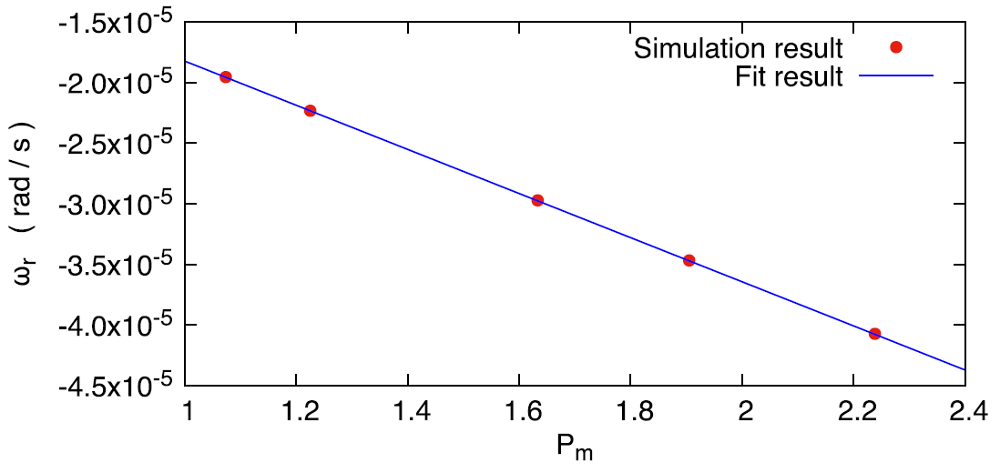 -1.5x10^-5
-2.0x10^-5
-2.5x10^-5
-3.0x10^-5
-3.5x10^-5
-4.0x10^-5
-4.5x10^-5
ω_r ( rad / s )
Simulation result
Fit result
1 1.2 1.4 1.6 1.8 2 2.2 2.4
P_m